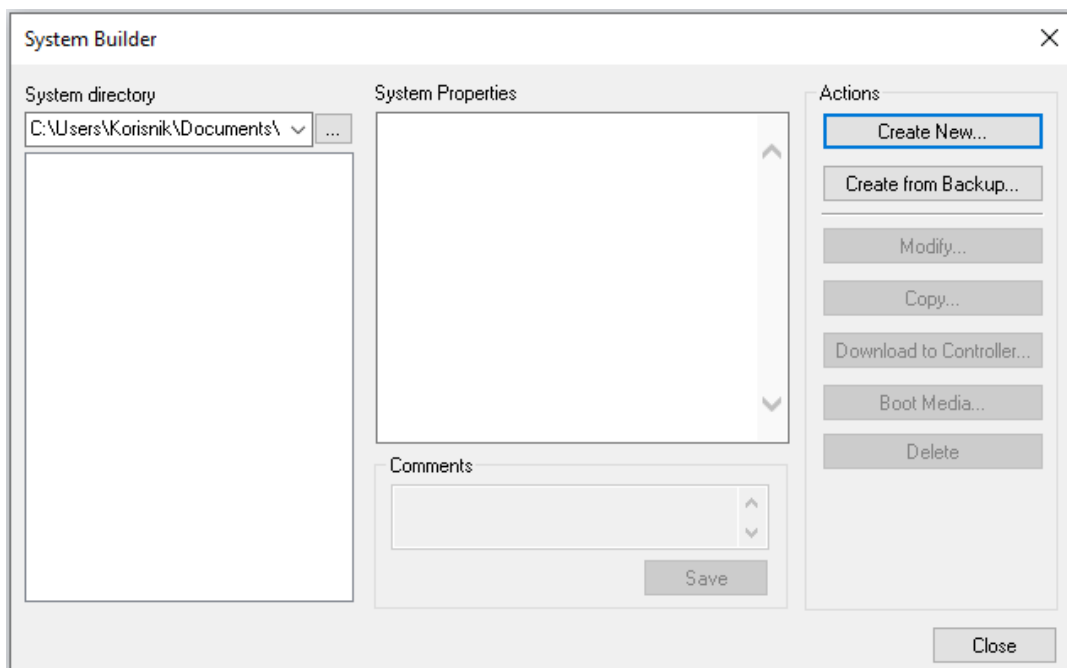 System Builder
System directory
C:\Users\Korisnik\Documents\
...
System Properties
Comments
Save
Actions
Create New...
Create from Backup...
Modify...
Copy...
Download to Controller...
Boot Media...
Delete
Close